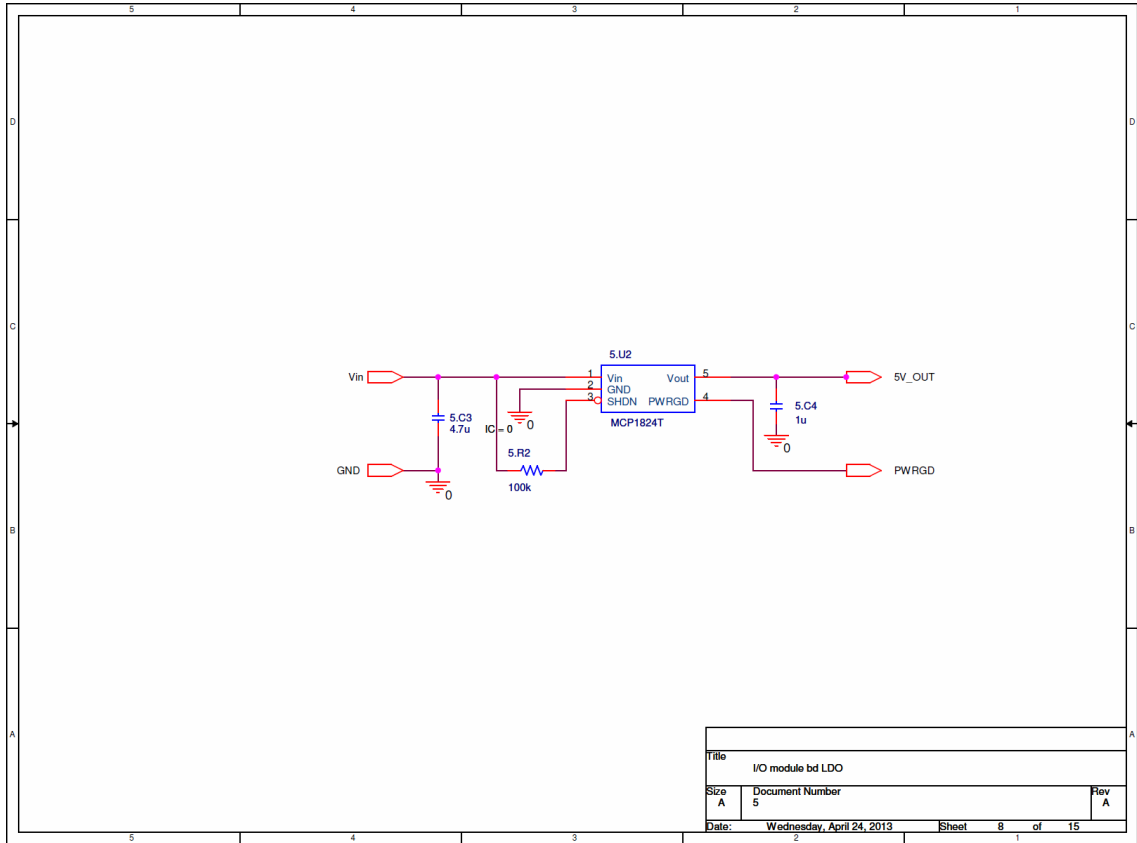 5 4 3 2 1
D D
C C
B B
A A
5.U2
Vin 1 Vin Vout 5 5V_OUT
2 GND
3 SHDN PWRGD 4
MCP1824T
5.C3
4.7u IC = 0 0
5.C4
1u
0
5.R2
100k
GND
0
PWRGD
Title
I/O module bd LDO
Size Document Number Rev
A 5 A
Date: Wednesday, April 24, 2013 Sheet 8 of 15
5 4 3 2 1